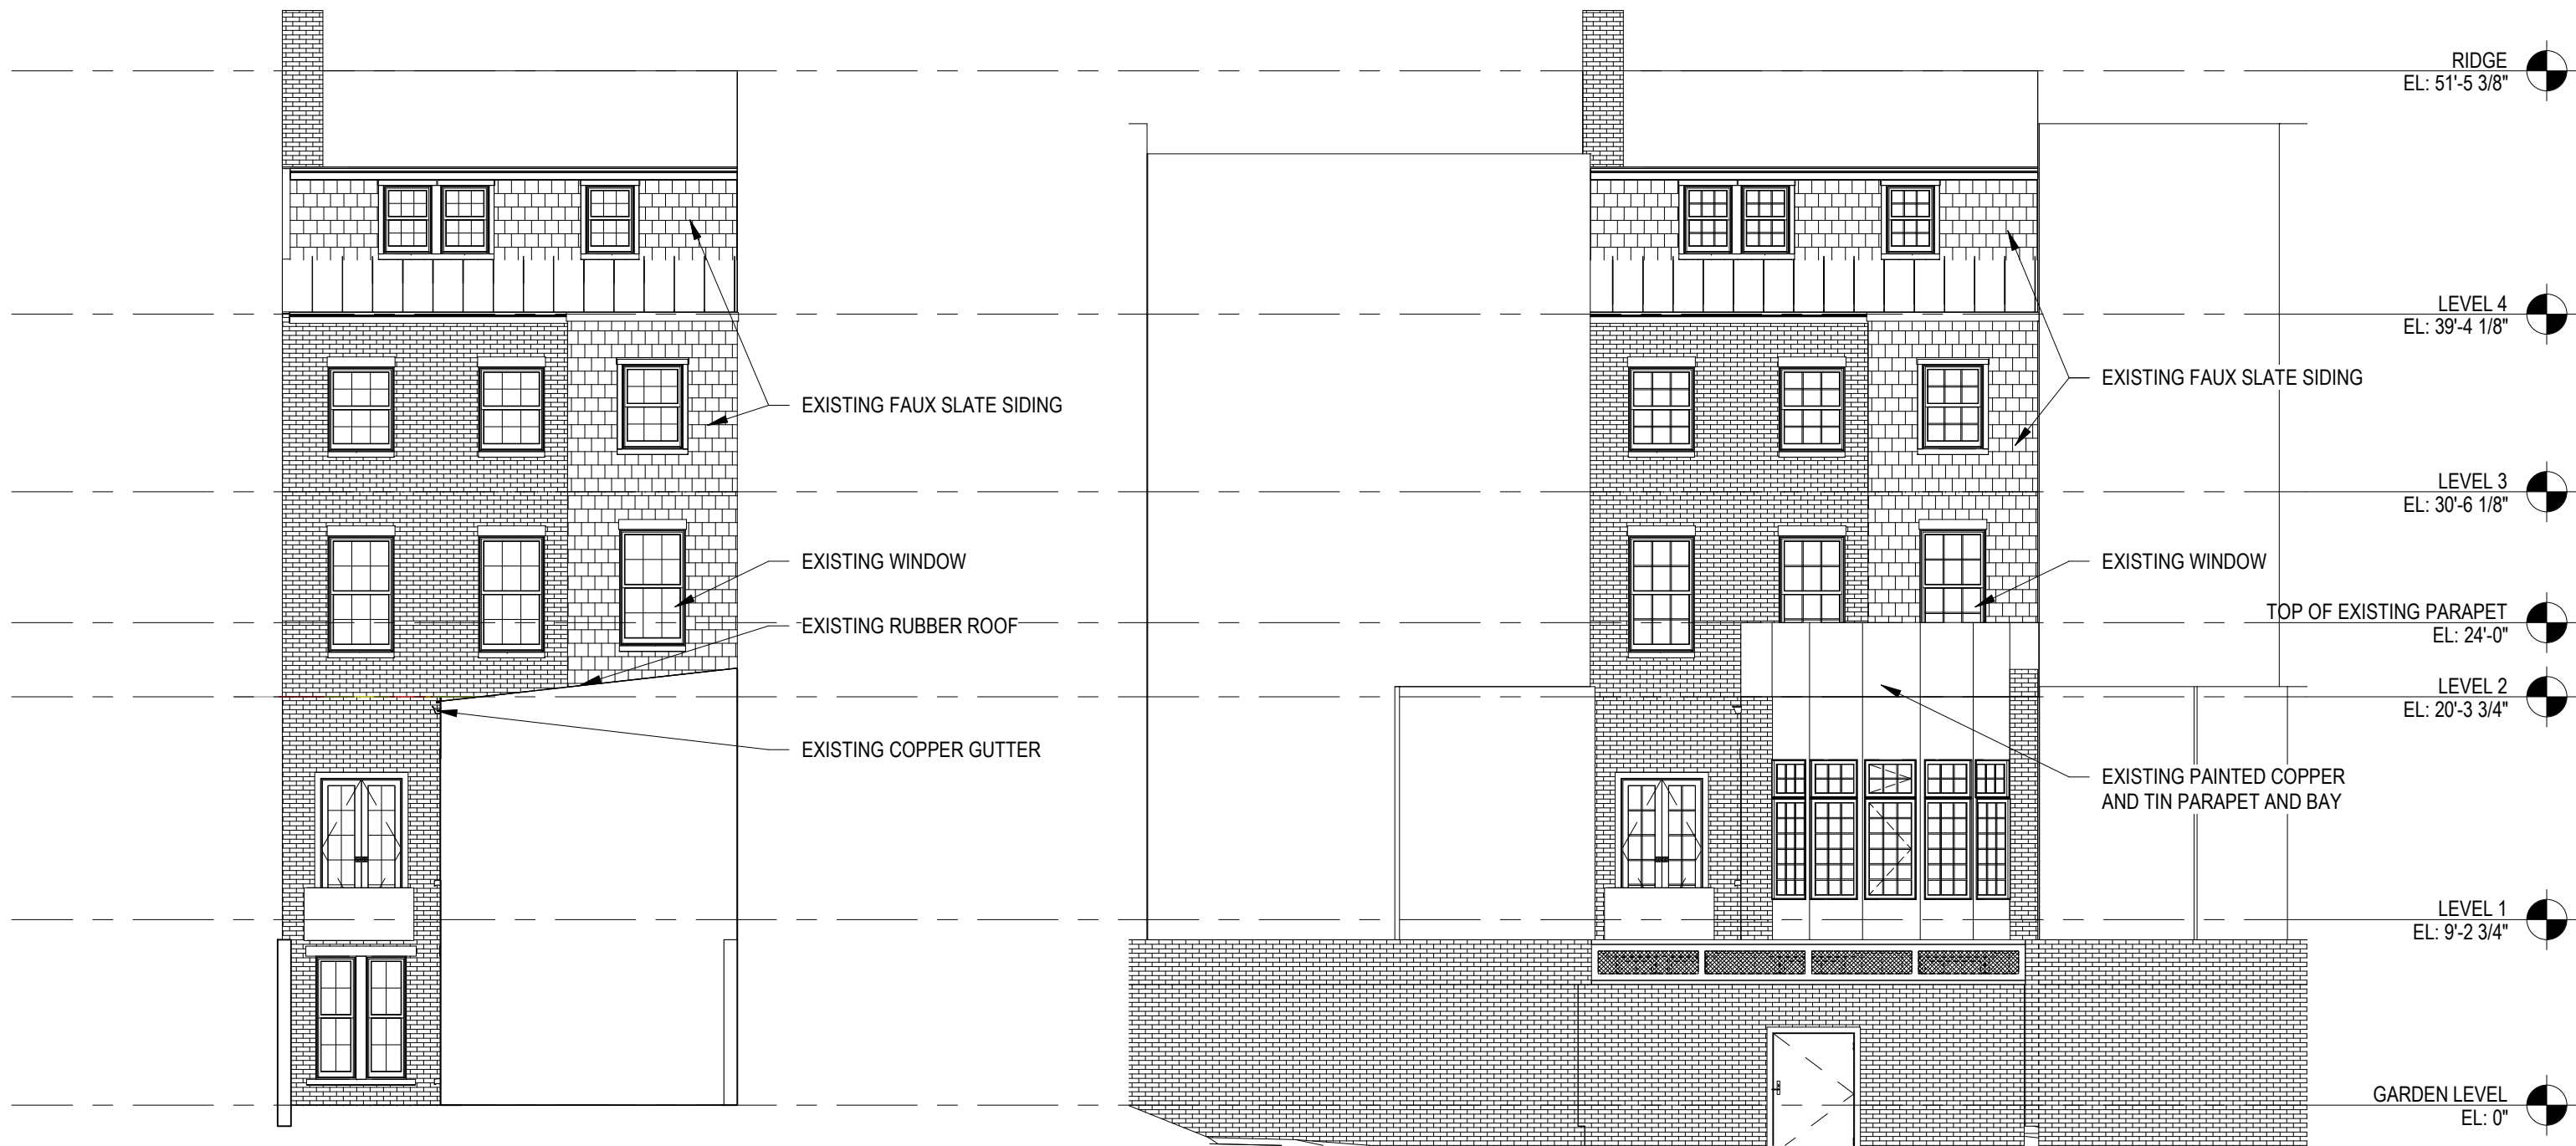 RIDGE
EL: 51'-5 3/8"
LEVEL 4
EL: 39'-4 1/8"
EXISTING FAUX SLATE SIDING
EXISTING FAUX SLATE SIDING
LEVEL 3
EL: 30'-6 1/8"
EXISTING WINDOW
EXISTING WINDOW
TOP OF EXISTING PARAPET
EL: 24'-0"
EXISTING RUBBER ROOF
LEVEL 2
EL: 20'-3 3/4"
EXISTING COPPER GUTTER
EXISTING PAINTED COPPER
AND TIN PARAPET AND BAY
LEVEL 1
EL: 9'-2 3/4"
GARDEN LEVEL
EL: 0"